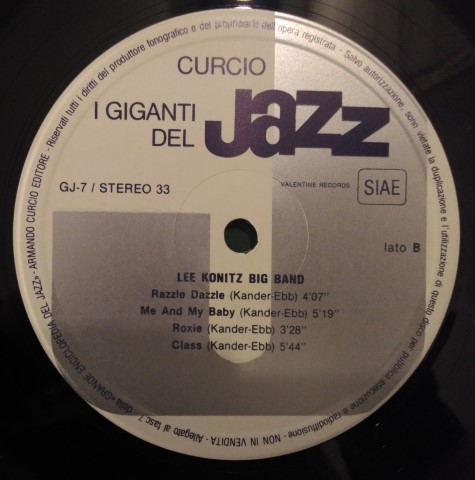 Riservati tutti i diritti del produttore fonografico e del proprietario dell'opera registrata - Salvo autorizzazione, sono vietate la duplicazione e l'utilizzazione di questo disco per pubblica esecuzione e radiodiffusione - NON IN VENDITA - Allegato al fasc. 7 della «GRANDE ENCICLOPEDIA DEL JAZZ» - ARMANDO CURCIO EDITORE -
CURCIO
I GIGANTI
DEL JAZZ
GJ-7 / STEREO 33
VALENTINE RECORDS
SIAE
lato B
LEE KONITZ BIG BAND
Razzle Dazzle (Kander-Ebb) 4'07"
Me And My Baby (Kander-Ebb) 5'19"
Roxie (Kander-Ebb) 3'28"
Class (Kander-Ebb) 5'44"